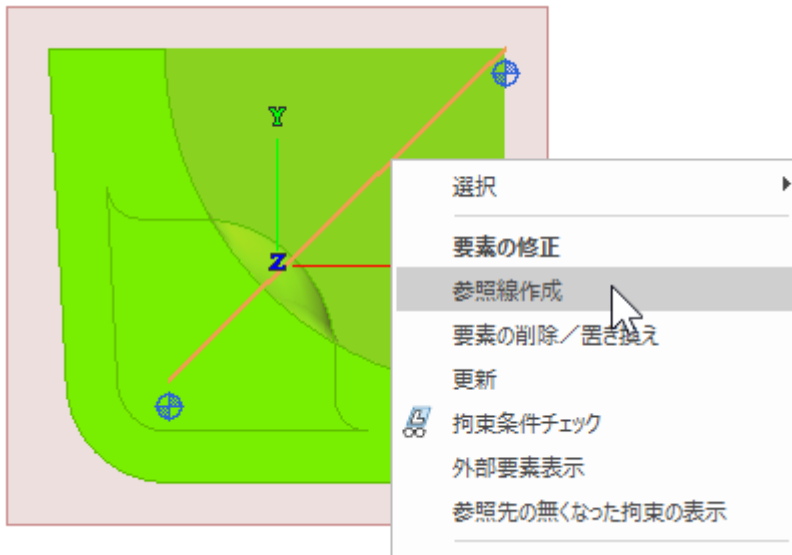 Y
Z
選択
要素の修正
参照線作成
要素の削除／置き換え
更新
拘束条件チェック
外部要素表示
参照先の無くなった拘束の表示